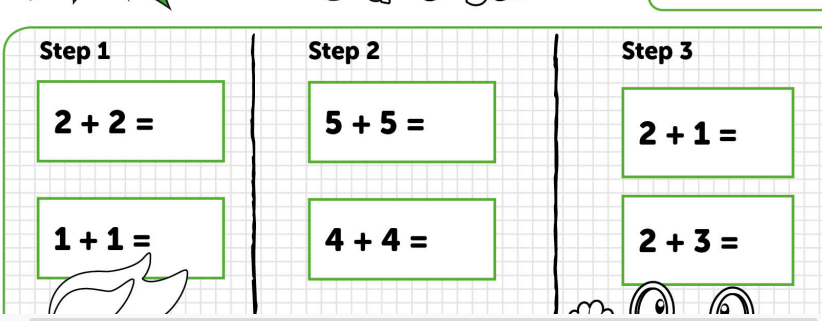 Step 1
2 + 2 =
1 + 1 =
Step 2
5 + 5 =
4 + 4 =
Step 3
2 + 1 =
2 + 3 =